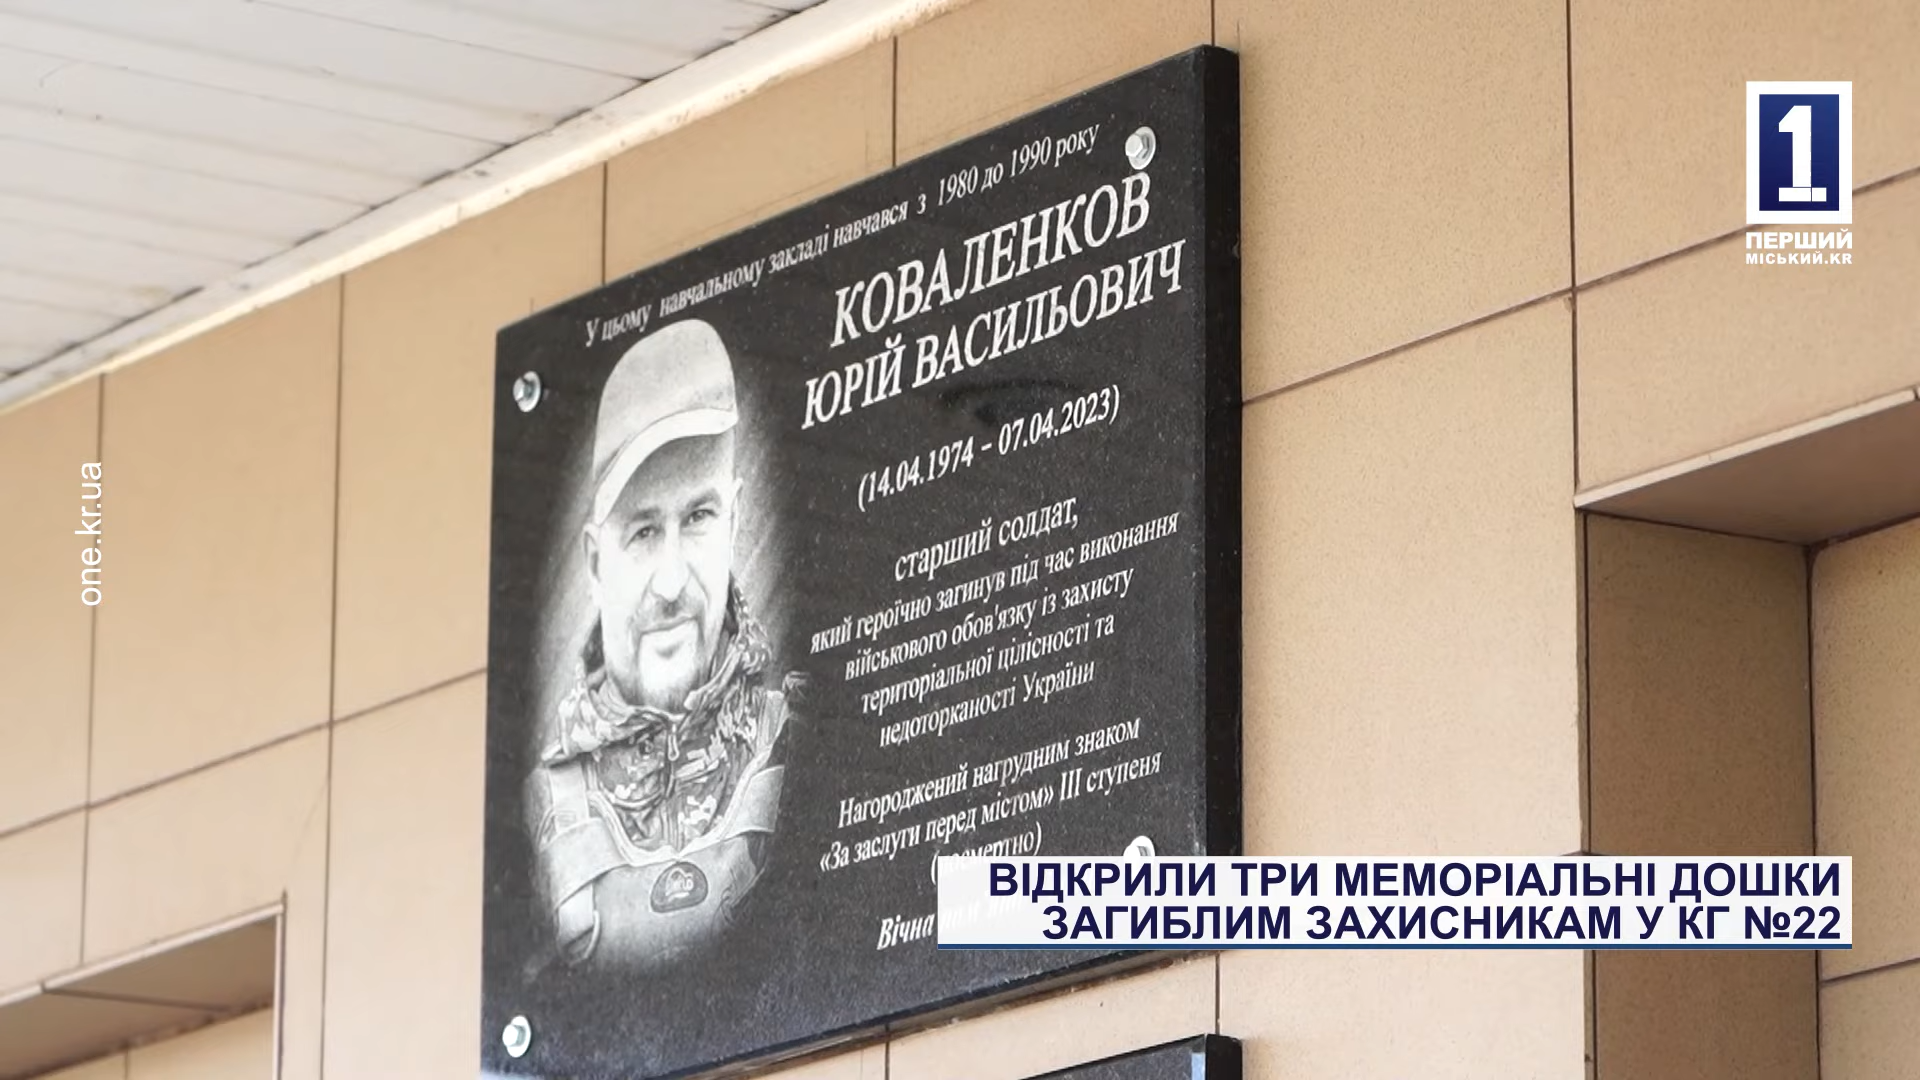 У цьому навчальному закладі навчався з 1980 до 1990 року
КОВАЛЕНКОВ
ЮРІЙ ВАСИЛЬОВИЧ
(14.04.1974 – 07.04.2023)
старший солдат,
який героїчно загинув під час виконання
військового обов'язку із захисту
територіальної цілісності та
недоторканості України
Нагороджений нагрудним знаком
«За заслуги перед містом» III ступеня
(посмертно)
Вічна
1
ПЕРШИЙ
МІСЬКИЙ.KR
one.kr.ua
ВІДКРИЛИ ТРИ МЕМОРІАЛЬНІ ДОШКИ
ЗАГИБЛИМ ЗАХИСНИКАМ У КГ №22